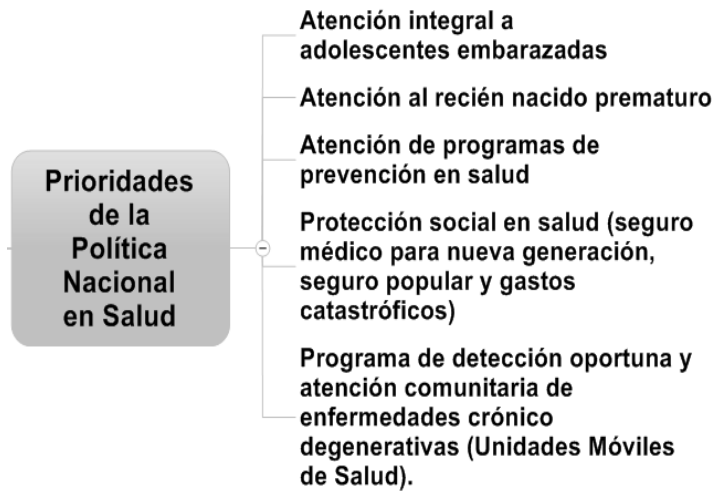 Prioridades
de la
Política
Nacional
en Salud
Atención integral a
adolescentes embarazadas
Atención al recién nacido prematuro
Atención de programas de
prevención en salud
Protección social en salud (seguro
médico para nueva generación,
seguro popular y gastos
catastróficos)
Programa de detección oportuna y
atención comunitaria de
enfermedades crónico
degenerativas (Unidades Móviles
de Salud).